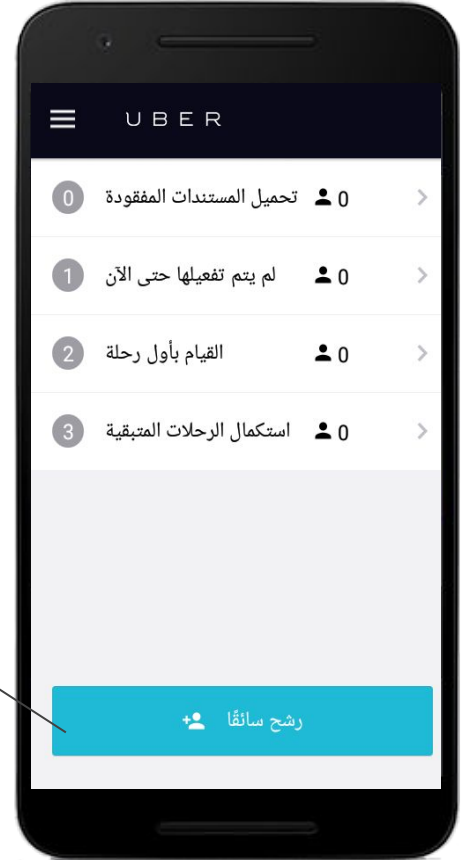 UBER
0 تحميل المستندات المفقودة 0
1 لم يتم تفعيلها حتى الآن 0
2 القيام بأول رحلة 0
3 استكمال الرحلات المتبقية 0
رشح سائقًا